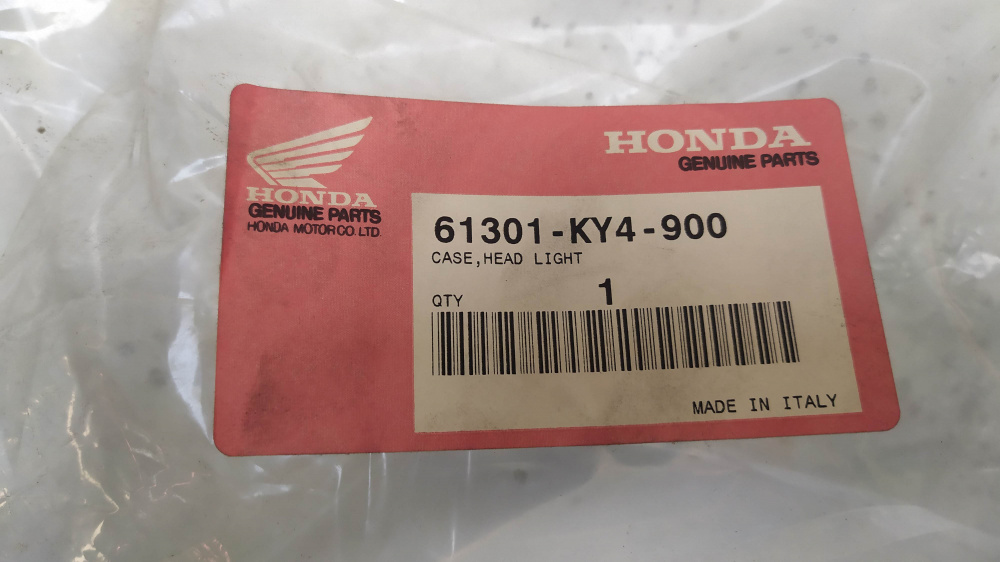 HONDA
GENUINE PARTS
HONDA
GENUINE PARTS
HONDA MOTOR CO. LTD.
61301-KY4-900
CASE,HEAD LIGHT
QTY 1
MADE IN ITALY